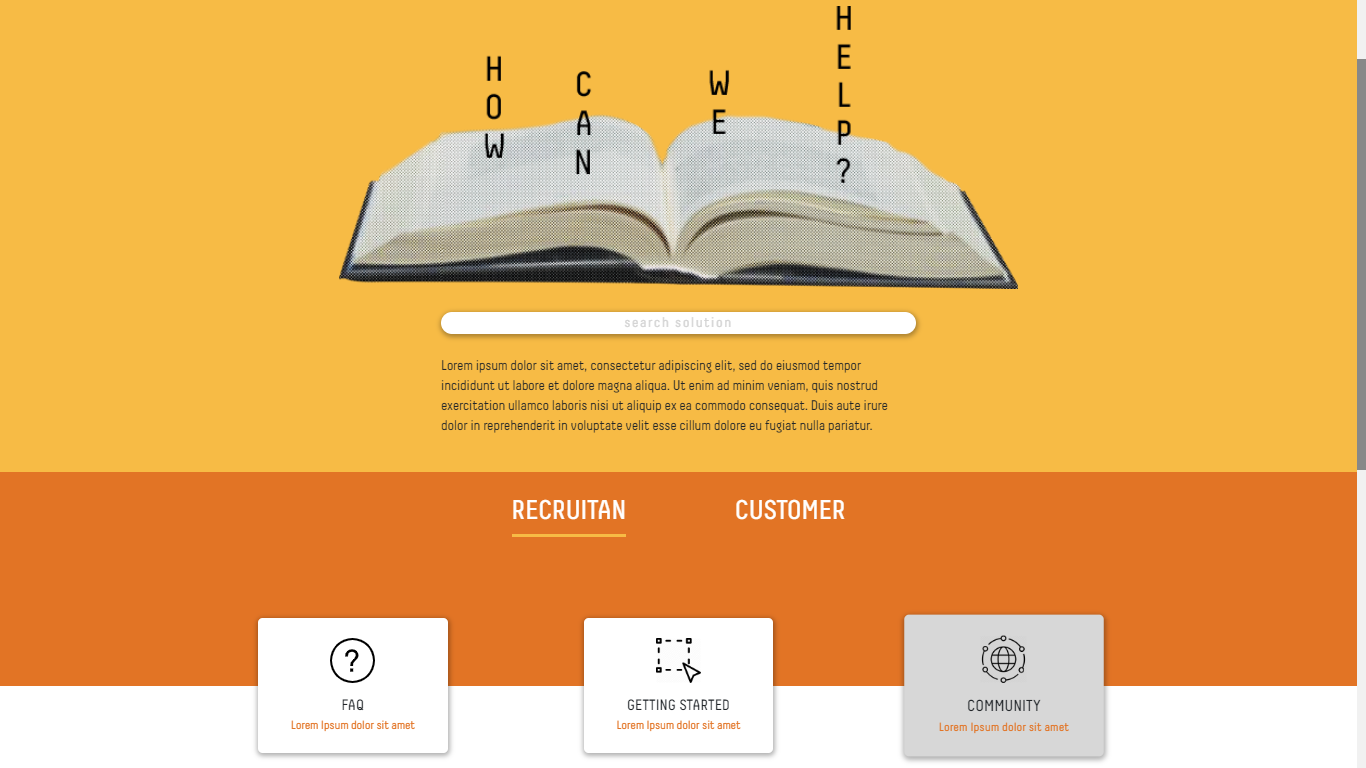 HOW
CAN
WE
HELP?
search solution
Lorem ipsum dolor sit amet, consectetur adipiscing elit, sed do eiusmod tempor
incididunt ut labore et dolore magna aliqua. Ut enim ad minim veniam, quis nostrud
exercitation ullamco laboris nisi ut aliquip ex ea commodo consequat. Duis aute irure
dolor in reprehenderit in voluptate velit esse cillum dolore eu fugiat nulla pariatur.
RECRUITAN
CUSTOMER
FAQ
Lorem Ipsum dolor sit amet
GETTING STARTED
Lorem Ipsum dolor sit amet
COMMUNITY
Lorem Ipsum dolor sit amet